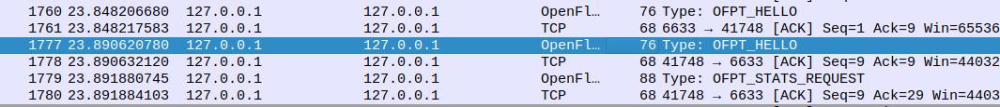 1760 23.848206680 127.0.0.1 127.0.0.1 OpenFl… 76 Type: OFPT_HELLO
1761 23.848217583 127.0.0.1 127.0.0.1 TCP 68 6633 → 41748 [ACK] Seq=1 Ack=9 Win=65536
1777 23.890620780 127.0.0.1 127.0.0.1 OpenFl… 76 Type: OFPT_HELLO
1778 23.890632120 127.0.0.1 127.0.0.1 TCP 68 41748 → 6633 [ACK] Seq=9 Ack=9 Win=44032
1779 23.891880745 127.0.0.1 127.0.0.1 OpenFl… 88 Type: OFPT_STATS_REQUEST
1780 23.891884103 127.0.0.1 127.0.0.1 TCP 68 41748 → 6633 [ACK] Seq=9 Ack=29 Win=4403